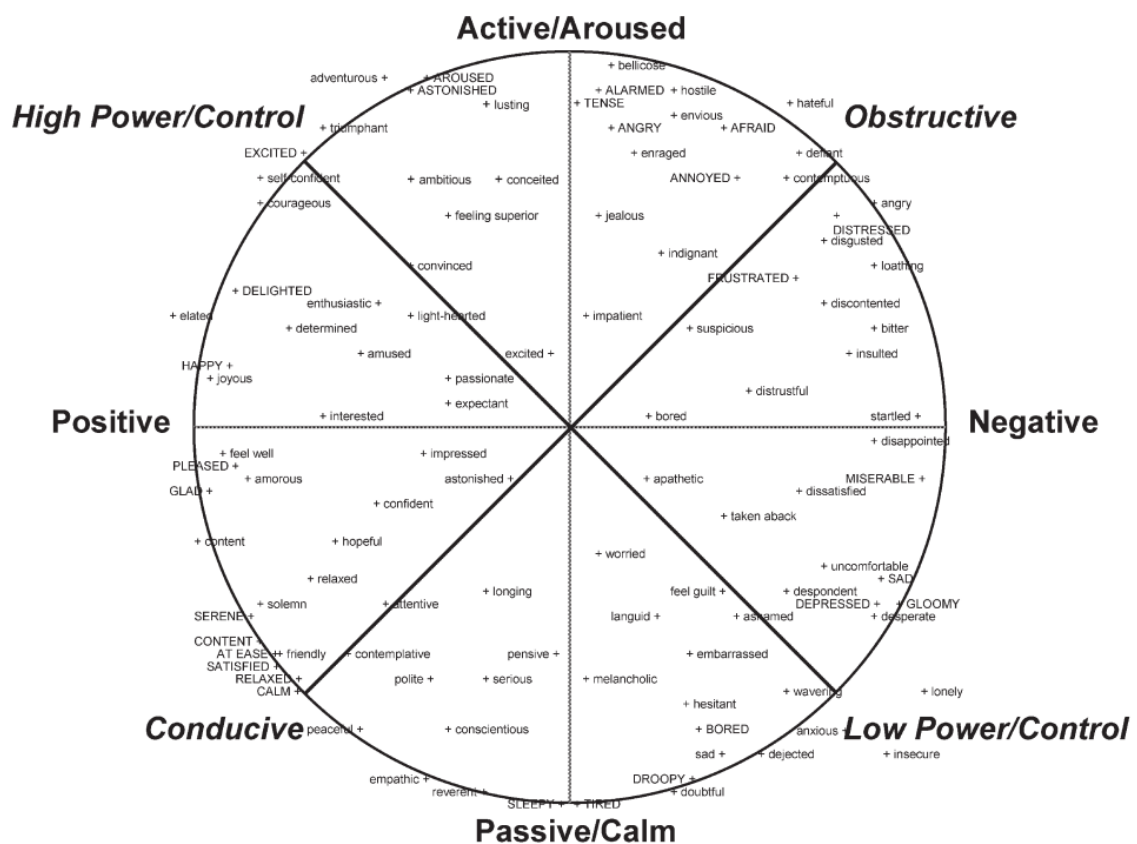 Active/Aroused
+ bellicose
adventurous + + AROUSED
+ ASTONISHED + ALARMED + hostile
+ lusting + TENSE + hateful
High Power/Control + envious Obstructive
+ triumphant + ANGRY + AFRAID
EXCITED + + enraged + defiant
+ self-confident + ambitious + conceited ANNOYED + + contemptuous
+ courageous + angry
+ feeling superior + jealous +
DISTRESSED
+ disgusted
+ indignant
+ convinced + loathing
FRUSTRATED +
+ DELIGHTED
enthusiastic + + discontented
+ elated + light-hearted + impatient
+ determined + suspicious + bitter
+ amused excited + + insulted
HAPPY +
+ joyous + passionate
+ distrustful
+ expectant
Positive + interested + bored startled + Negative
+ disappointed
+ feel well + impressed
PLEASED +
+ amorous astonished + + apathetic MISERABLE +
GLAD + + dissatisfied
+ confident
+ taken aback
+ content + hopeful
+ worried
+ uncomfortable
+ relaxed + SAD
+ longing feel guilt + + despondent
+ solemn + attentive DEPRESSED + + GLOOMY
SERENE + languid + + ashamed + desperate
CONTENT +
AT EASE + + friendly + contemplative pensive + + embarrassed
SATISFIED +
RELAXED + polite + + serious + melancholic
CALM + + wavering + lonely
+ hesitant
Conducive peaceful + + conscientious + BORED anxious + Low Power/Control
sad + + dejected + insecure
empathic + DROOPY +
reverent + + doubtful
SLEEPY + + TIRED
Passive/Calm